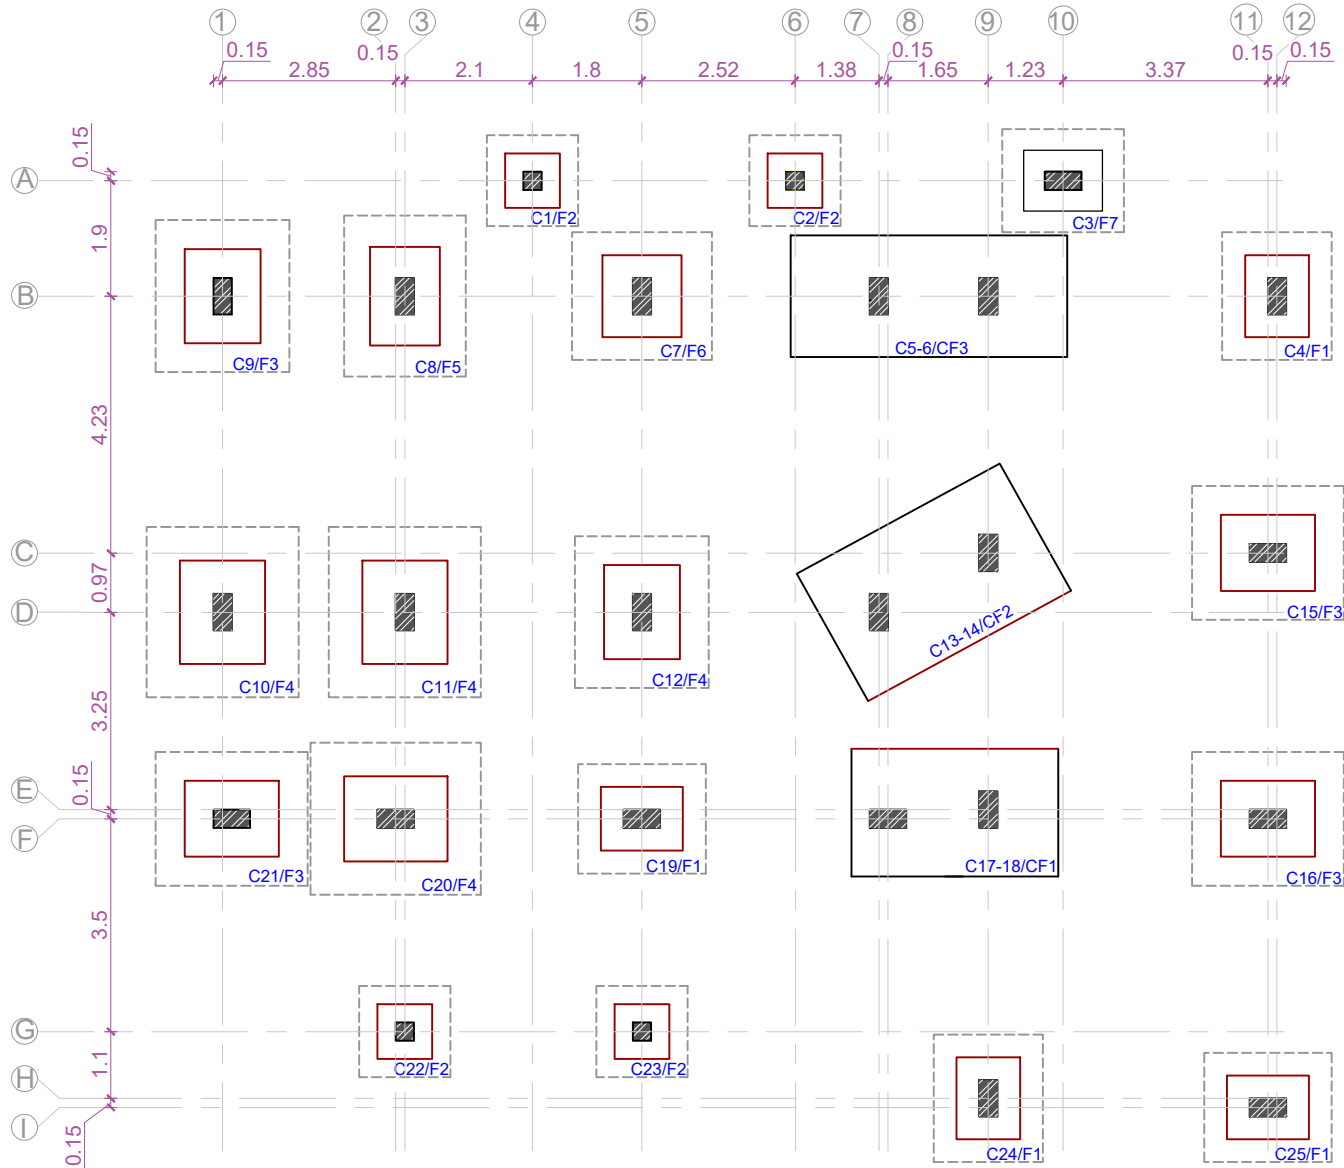 1 2 3 4 5 6 7 8 9 10 11 12
0.15 0.15 0.15 0.15 0.15
2.85 2.1 1.8 2.52 1.38 1.65 1.23 3.37
0.15
A
C1/F2 C2/F2 C3/F7
1.9
B
C9/F3 C8/F5 C7/F6 C5-6/CF3 C4/F1
4.23
C
0.97
D
C15/F3
C13-14/CF2
C10/F4 C11/F4 C12/F4
3.25
0.15
E
F
C21/F3 C20/F4 C19/F1 C17-18/CF1 C16/F3
3.5
G
C22/F2 C23/F2
1.1
H
I
0.15
C24/F1 C25/F1